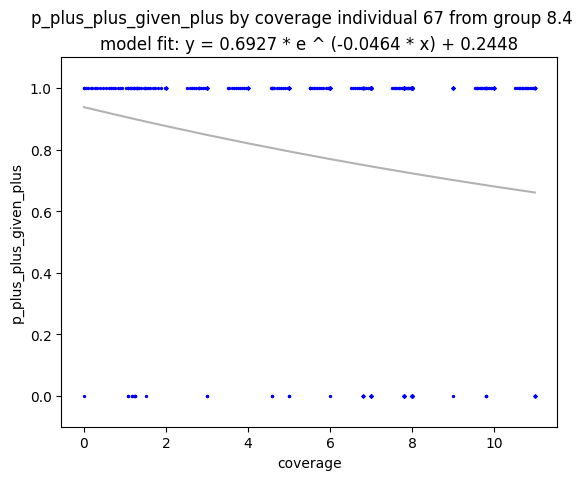 p_plus_plus_given_plus by coverage individual 67 from group 8.4
model fit: y = 0.6927 * e ^ (-0.0464 * x) + 0.2448
1.0
0.8
0.6
0.4
0.2
0.0
p_plus_plus_given_plus
0 2 4 6 8 10
coverage